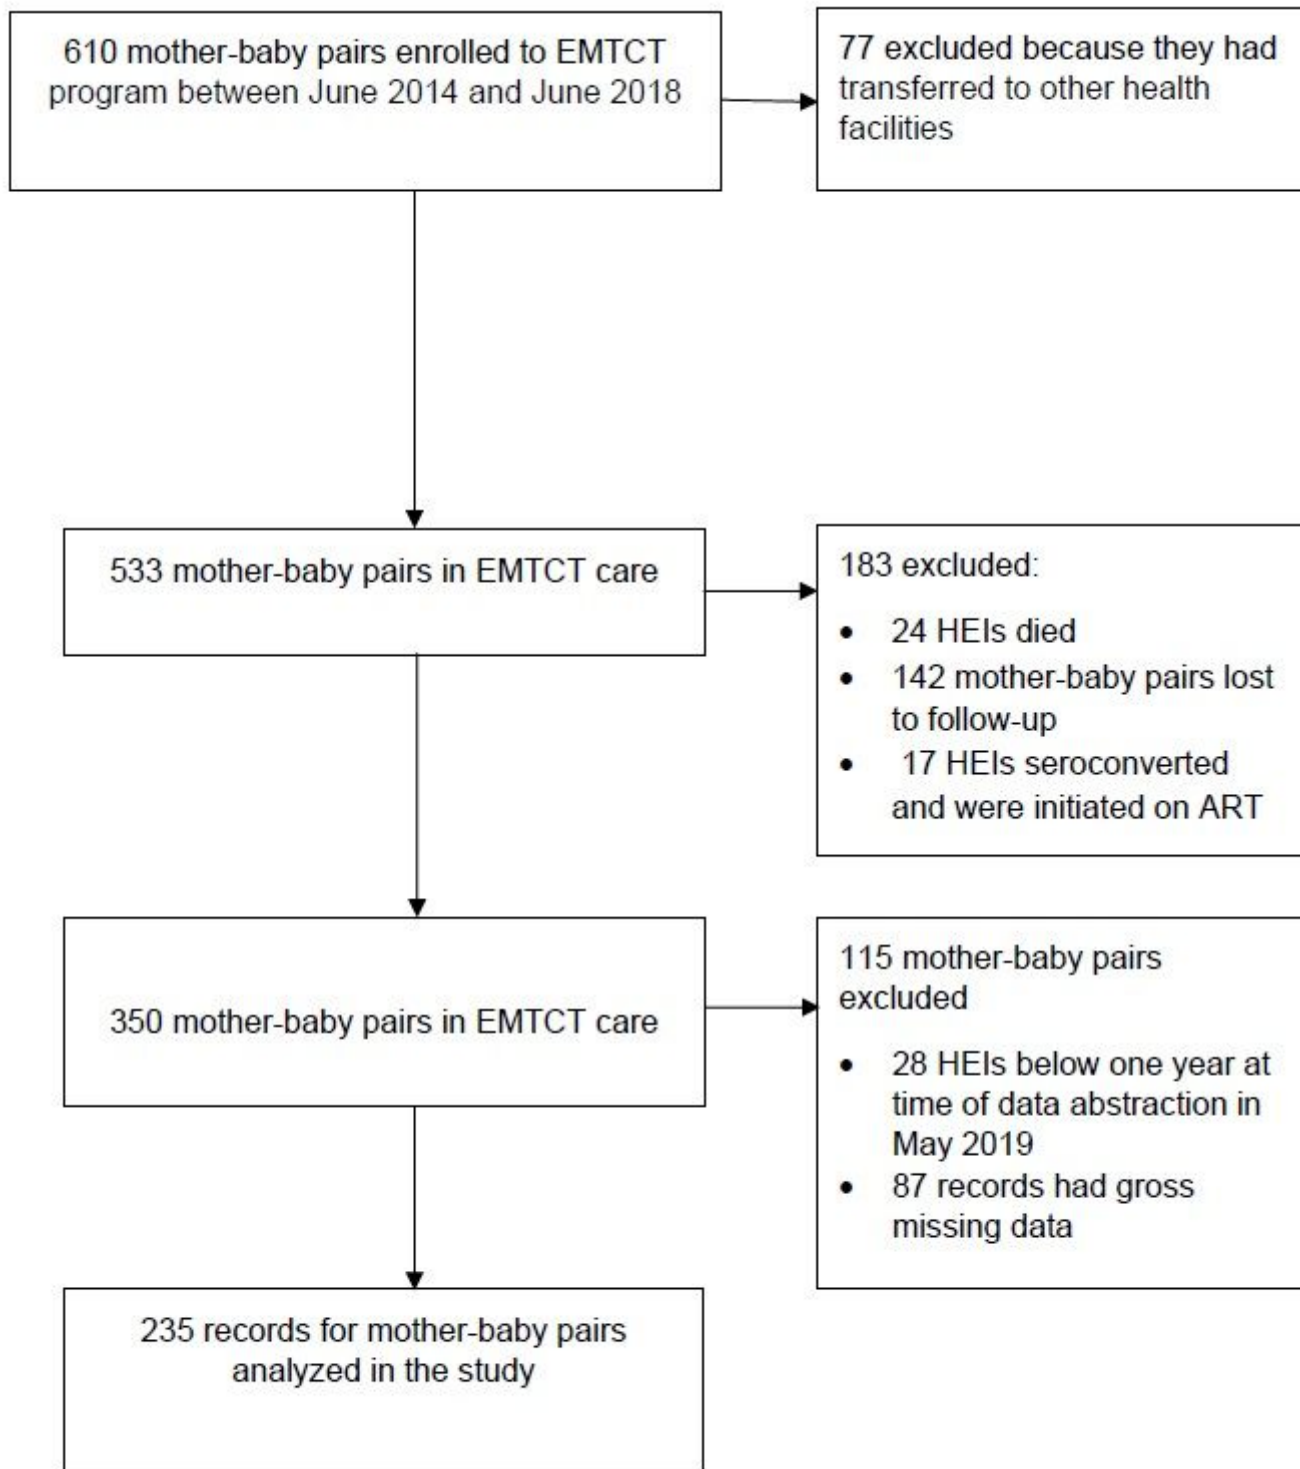 610 mother-baby pairs enrolled to EMTCT
program between June 2014 and June 2018
77 excluded because they had
transferred to other health
facilities
533 mother-baby pairs in EMTCT care
183 excluded:
• 24 HEIs died
• 142 mother-baby pairs lost
to follow-up
• 17 HEIs seroconverted
and were initiated on ART
350 mother-baby pairs in EMTCT care
115 mother-baby pairs
excluded
• 28 HEIs below one year at
time of data abstraction in
May 2019
• 87 records had gross
missing data
235 records for mother-baby pairs
analyzed in the study